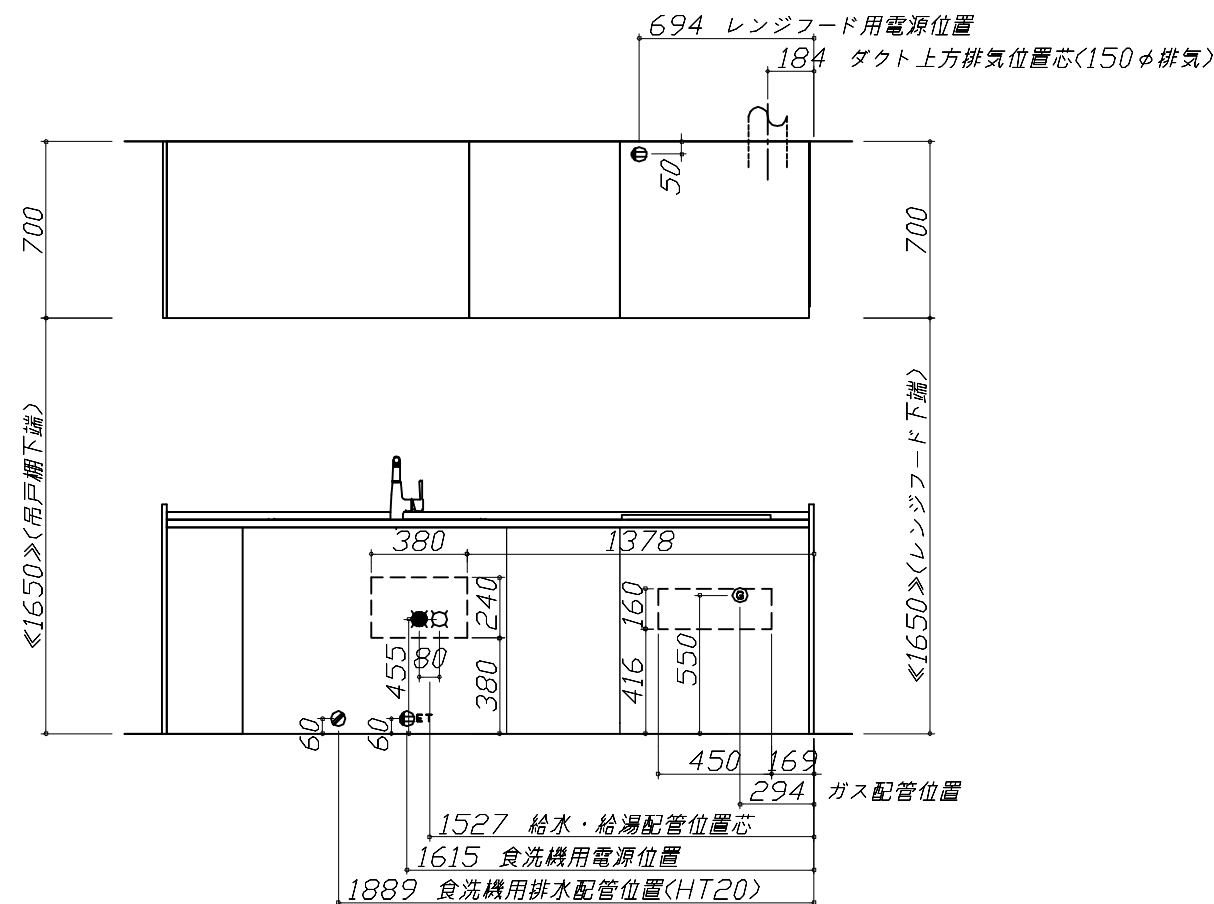 694 レンジフード用電源位置
184 ダクト上方排気位置芯(150φ排気)
50
700
700
≪1650≫(吊戸棚下端)
≪1650≫(レンジフード下端)
380
1378
240
160
455
80
380
416
550
G
60
60
ET
450
169
294 ガス配管位置
1527 給水・給湯配管位置芯
1615 食洗機用電源位置
1889 食洗機用排水配管位置(HT20)